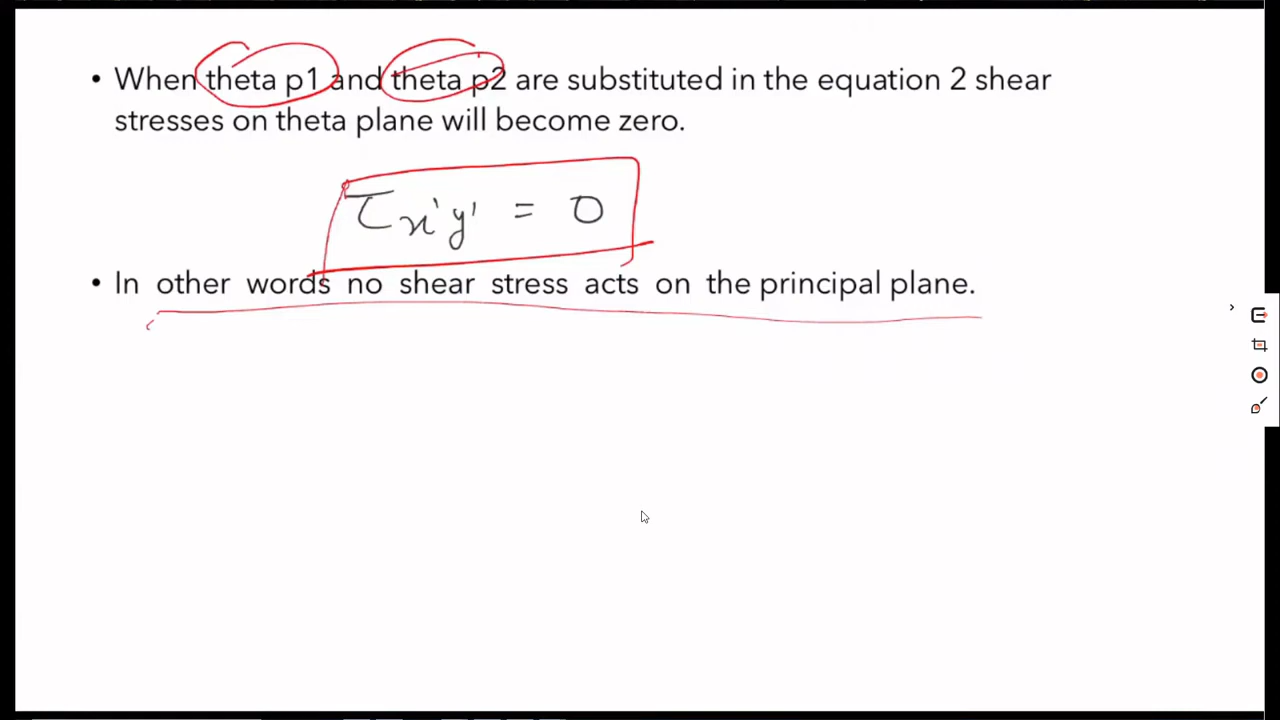 • When theta p1 and theta p2 are substituted in the equation 2 shear
stresses on theta plane will become zero.
τx'y' = 0
• In other words no shear stress acts on the principal plane.